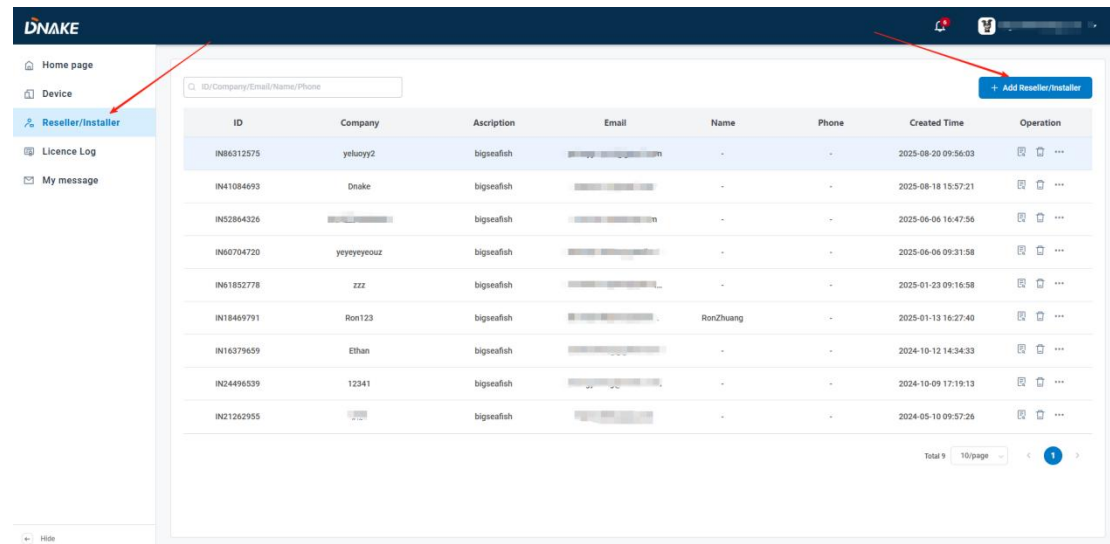 DNAKE
6
Home page
Device
Reseller/Installer
Licence Log
My message
ID/Company/Email/Name/Phone
+ Add Reseller/Installer
ID Company Ascription Email Name Phone Created Time Operation
IN86312575 yeluoyy2 bigseafish - - 2025-08-20 09:56:03
IN41084693 Dnake bigseafish - - 2025-08-18 15:57:21
IN52864326 bigseafish - - 2025-06-06 16:47:56
IN60704720 yeyeyeyeouz bigseafish - - 2025-06-06 09:31:58
IN61852778 zzz bigseafish - - 2025-01-23 09:16:58
IN18469791 Ron123 bigseafish RonZhuang - 2025-01-13 16:27:40
IN16379659 Ethan bigseafish - - 2024-10-12 14:34:33
IN24496539 12341 bigseafish - - 2024-10-09 17:19:13
IN21262955 bigseafish - - 2024-05-10 09:57:26
Total 9 10/page < 1 >
Hide